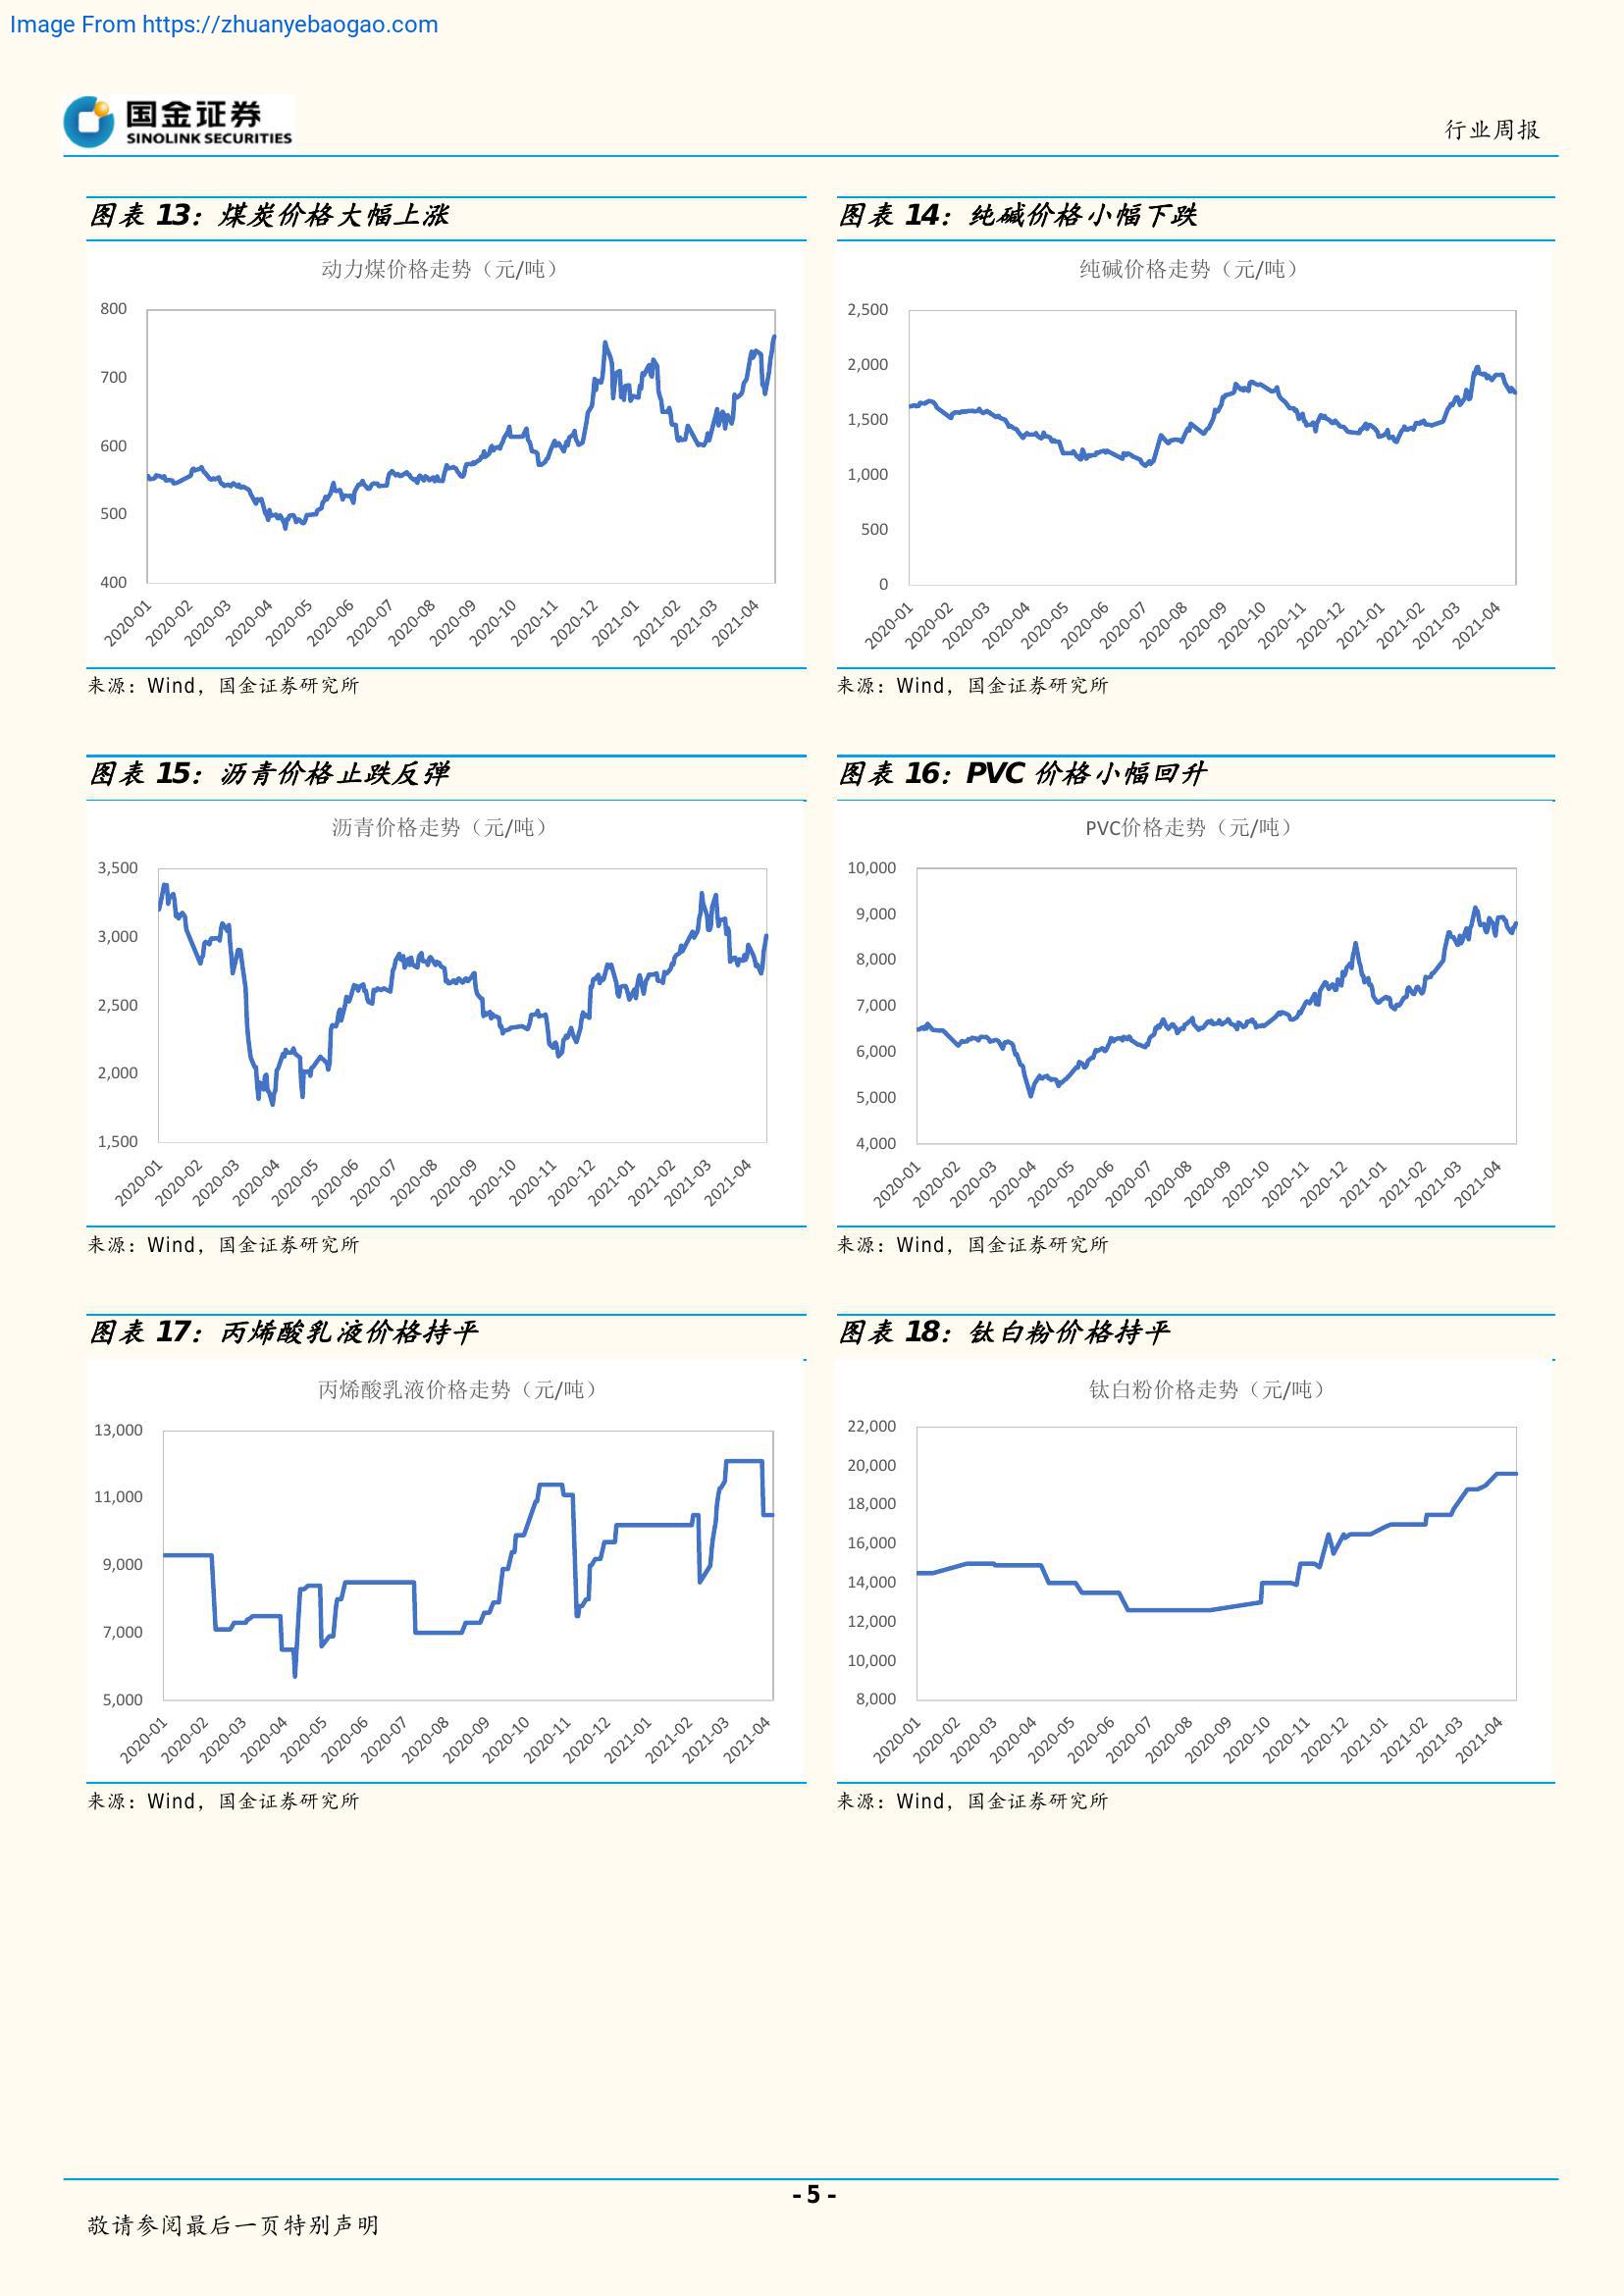 Image From https://zhuanyebaogao.com
国金证券
SINOLINK SECURITIES
行业周报
图表 13：煤炭价格大幅上涨
动力煤价格走势（元/吨）
800
700
600
500
400
2020-01 2020-02 2020-03 2020-04 2020-05 2020-06 2020-07 2020-08 2020-09 2020-10 2020-11 2020-12 2021-01 2021-02 2021-03 2021-04
来源：Wind，国金证券研究所
图表 14：纯碱价格小幅下跌
纯碱价格走势（元/吨）
2,500
2,000
1,500
1,000
500
0
2020-01 2020-02 2020-03 2020-04 2020-05 2020-06 2020-07 2020-08 2020-09 2020-10 2020-11 2020-12 2021-01 2021-02 2021-03 2021-04
来源：Wind，国金证券研究所
图表 15：沥青价格止跌反弹
沥青价格走势（元/吨）
3,500
3,000
2,500
2,000
1,500
2020-01 2020-02 2020-03 2020-04 2020-05 2020-06 2020-07 2020-08 2020-09 2020-10 2020-11 2020-12 2021-01 2021-02 2021-03 2021-04
来源：Wind，国金证券研究所
图表 16：PVC 价格小幅回升
PVC价格走势（元/吨）
10,000
9,000
8,000
7,000
6,000
5,000
4,000
2020-01 2020-02 2020-03 2020-04 2020-05 2020-06 2020-07 2020-08 2020-09 2020-10 2020-11 2020-12 2021-01 2021-02 2021-03 2021-04
来源：Wind，国金证券研究所
图表 17：丙烯酸乳液价格持平
丙烯酸乳液价格走势（元/吨）
13,000
11,000
9,000
7,000
5,000
2020-01 2020-02 2020-03 2020-04 2020-05 2020-06 2020-07 2020-08 2020-09 2020-10 2020-11 2020-12 2021-01 2021-02 2021-03 2021-04
来源：Wind，国金证券研究所
图表 18：钛白粉价格持平
钛白粉价格走势（元/吨）
22,000
20,000
18,000
16,000
14,000
12,000
10,000
8,000
2020-01 2020-02 2020-03 2020-04 2020-05 2020-06 2020-07 2020-08 2020-09 2020-10 2020-11 2020-12 2021-01 2021-02 2021-03 2021-04
来源：Wind，国金证券研究所
- 5 -
敬请参阅最后一页特别声明